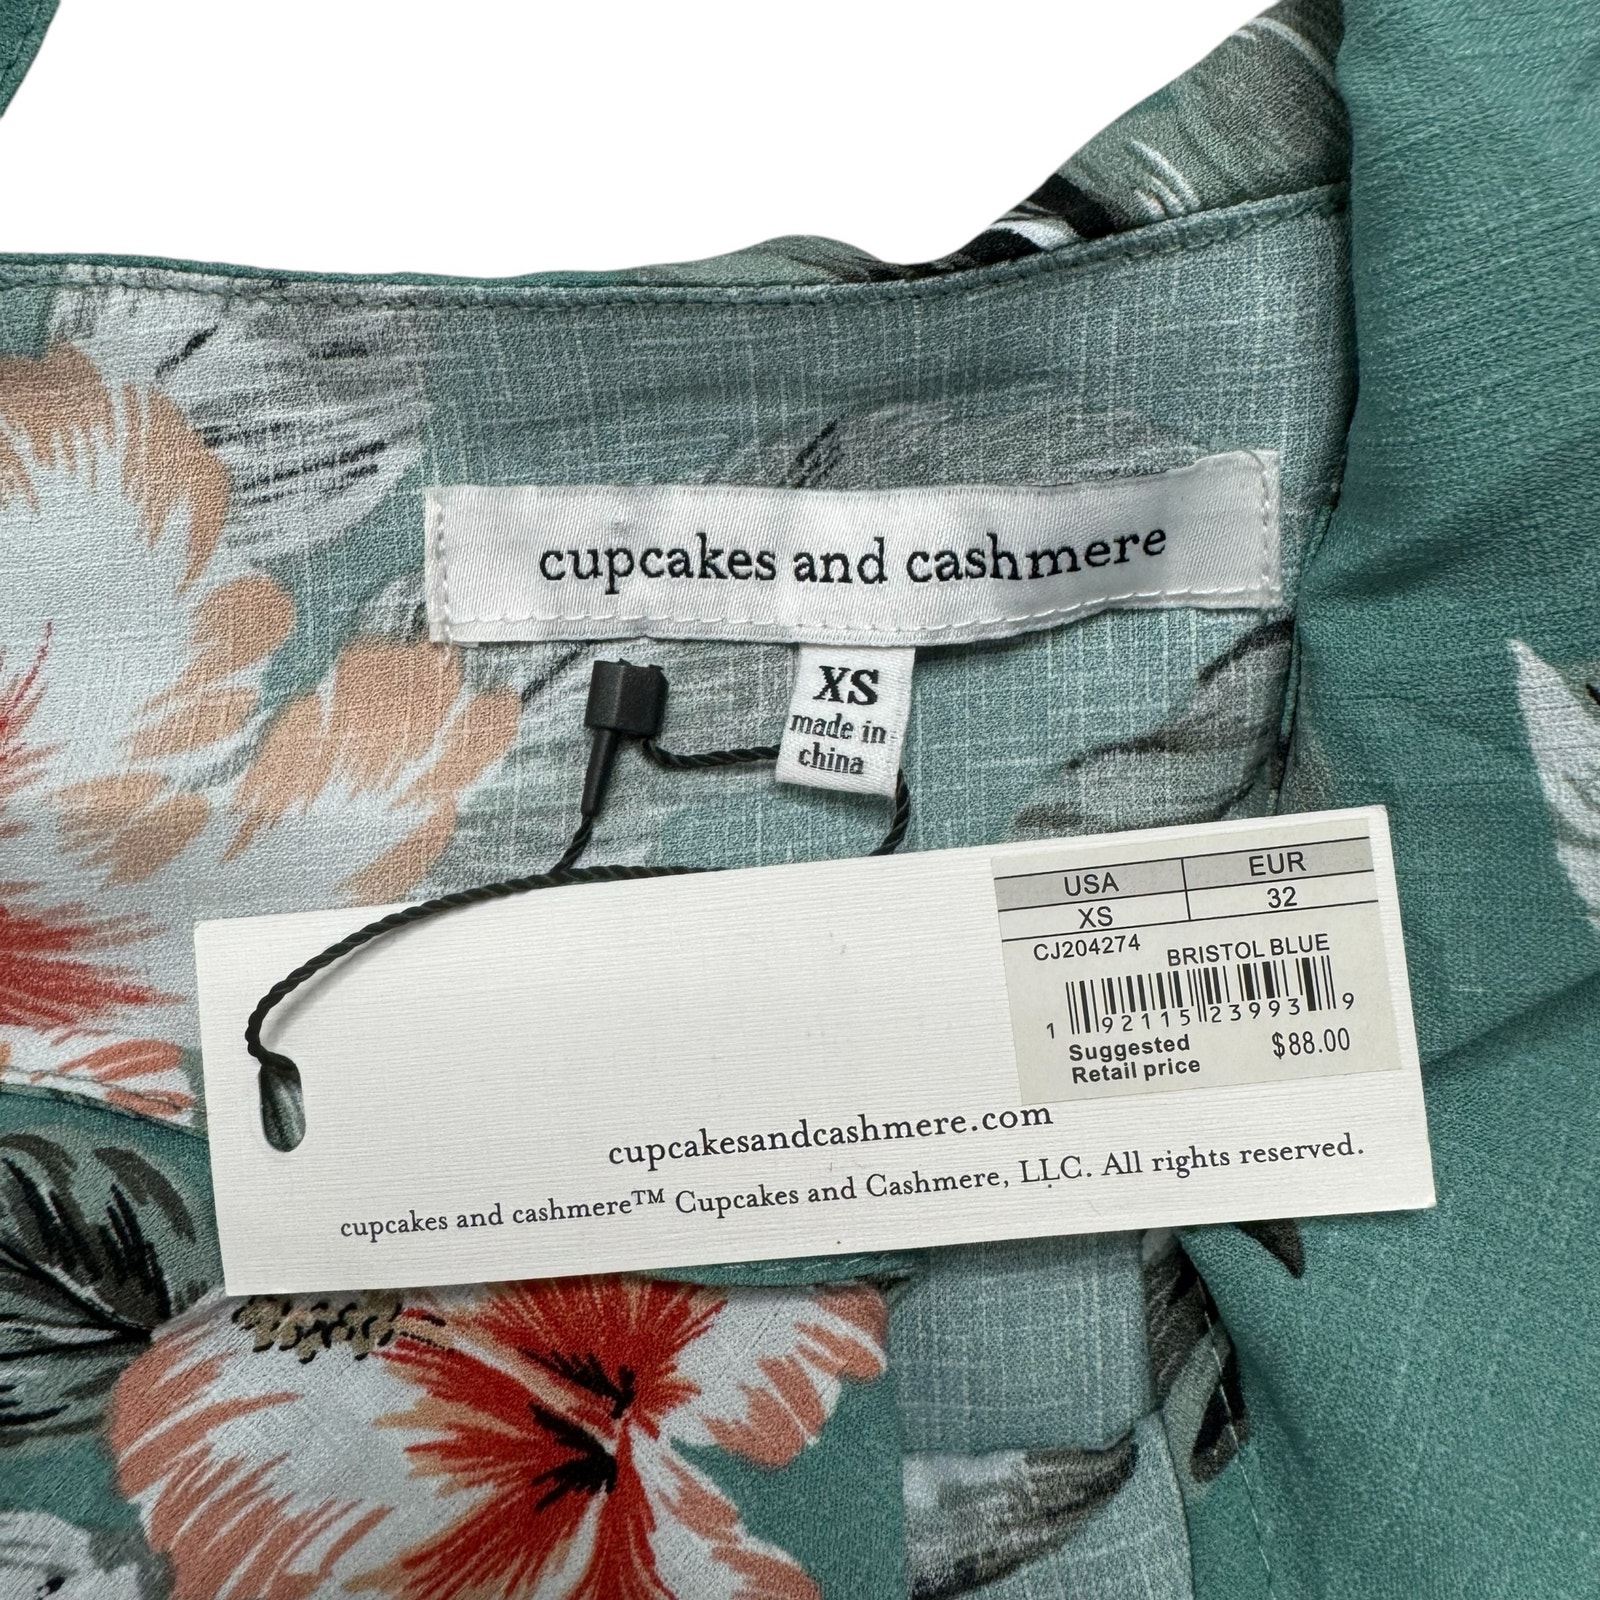 cupcakes and cashmere
XS
made in
china
USA EUR
XS 32
CJ204274 BRISTOL BLUE
1 92115 23993 9
Suggested $88.00
Retail price
cupcakesandcashmere.com
cupcakes and cashmere™ Cupcakes and Cashmere, LLC. All rights reserved.